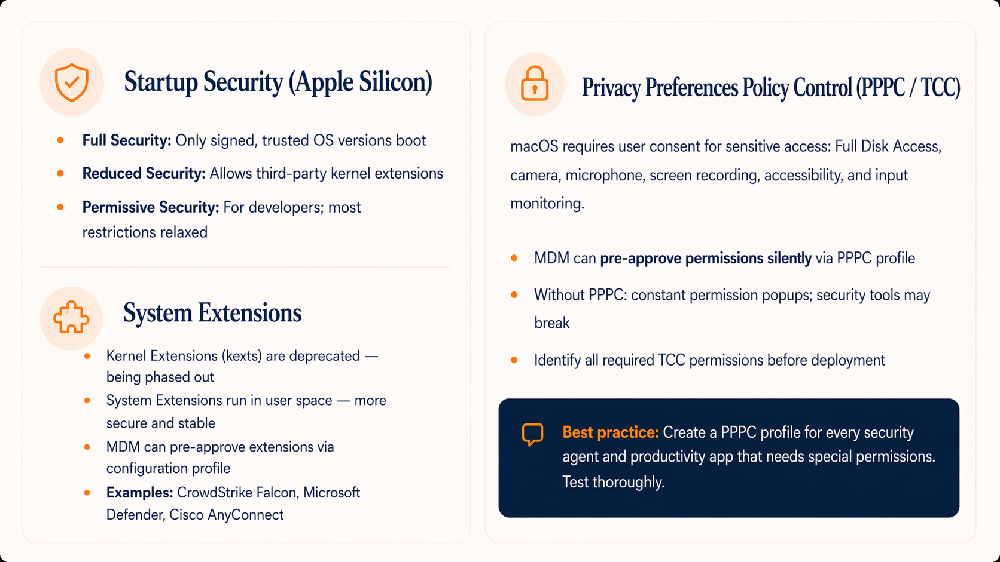 Startup Security (Apple Silicon)
Full Security: Only signed, trusted OS versions boot
Reduced Security: Allows third-party kernel extensions
Permissive Security: For developers; most
restrictions relaxed
System Extensions
Kernel Extensions (kexts) are deprecated —
being phased out
System Extensions run in user space — more
secure and stable
MDM can pre-approve extensions via
configuration profile
Examples: CrowdStrike Falcon, Microsoft
Defender, Cisco AnyConnect
Privacy Preferences Policy Control (PPPC / TCC)
macOS requires user consent for sensitive access: Full Disk Access,
camera, microphone, screen recording, accessibility, and input
monitoring.
MDM can pre-approve permissions silently via PPPC profile
Without PPPC: constant permission popups; security tools may
break
Identify all required TCC permissions before deployment
Best practice: Create a PPPC profile for every security
agent and productivity app that needs special permissions.
Test thoroughly.